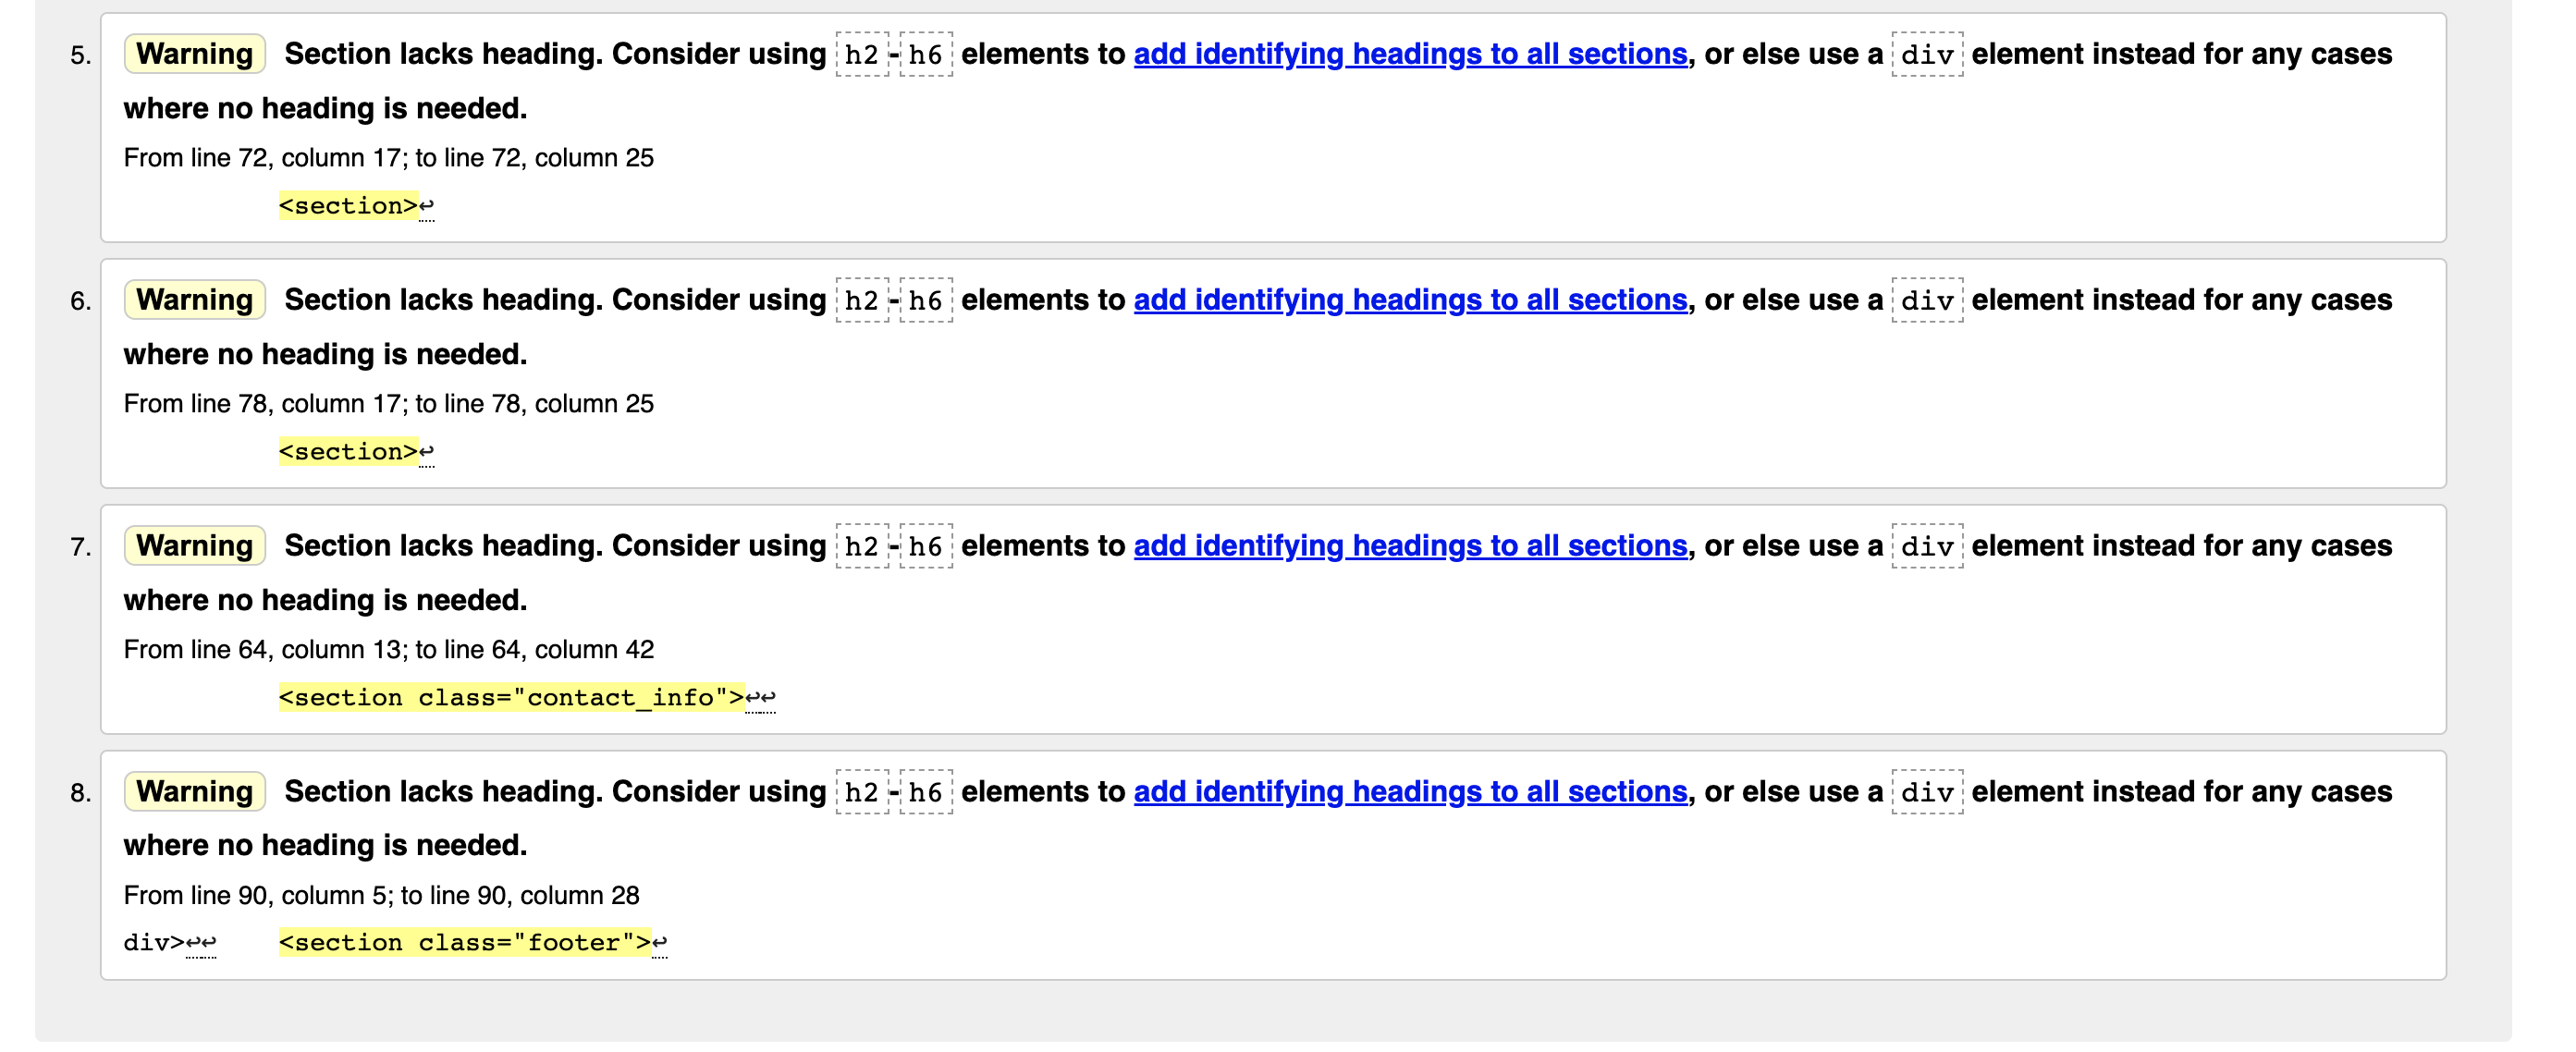 5. Warning Section lacks heading. Consider using h2-h6 elements to add identifying headings to all sections, or else use a div element instead for any cases
where no heading is needed.
From line 72, column 17; to line 72, column 25
<section>↩
6. Warning Section lacks heading. Consider using h2-h6 elements to add identifying headings to all sections, or else use a div element instead for any cases
where no heading is needed.
From line 78, column 17; to line 78, column 25
<section>↩
7. Warning Section lacks heading. Consider using h2-h6 elements to add identifying headings to all sections, or else use a div element instead for any cases
where no heading is needed.
From line 64, column 13; to line 64, column 42
<section class="contact_info">↩↩
8. Warning Section lacks heading. Consider using h2-h6 elements to add identifying headings to all sections, or else use a div element instead for any cases
where no heading is needed.
From line 90, column 5; to line 90, column 28
div>↩↩    <section class="footer">↩